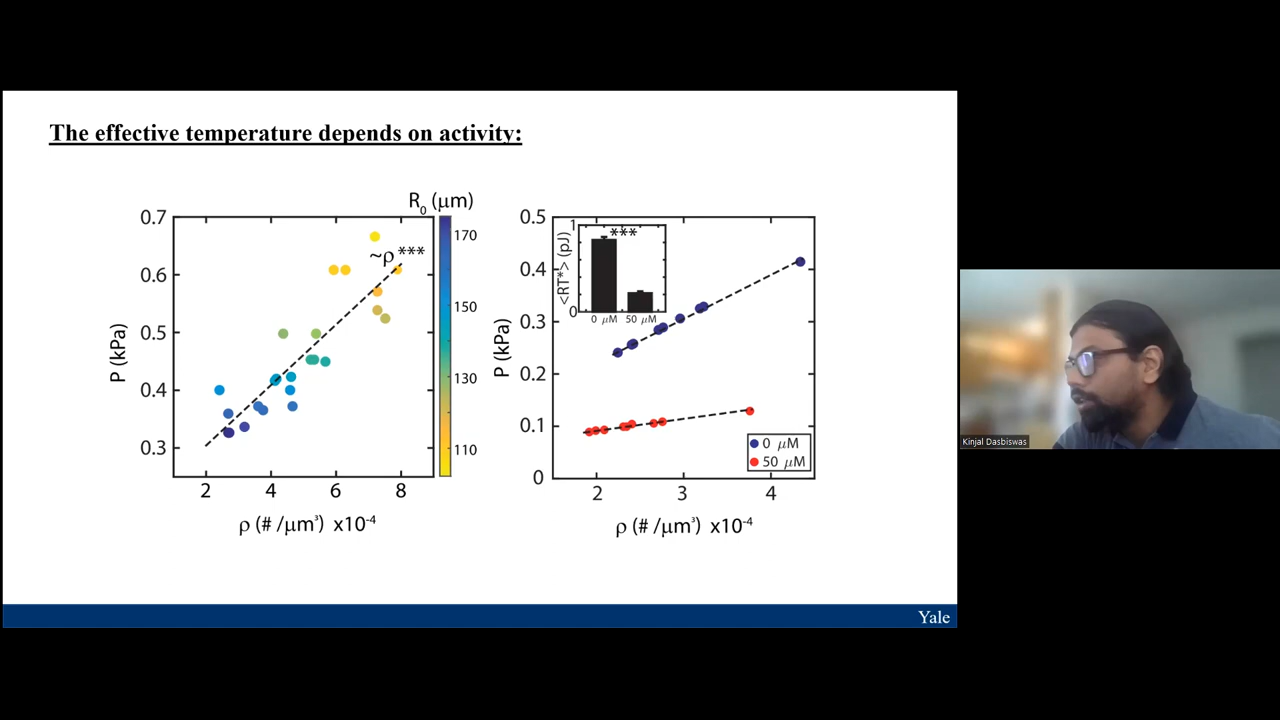 The effective temperature depends on activity:
R0 (μm)
0.7
0.6
0.5
0.4
0.3
P (kPa)
~ρ***
170
150
130
110
2 4 6 8
ρ (# /μm³) x10-4
0.5
0.4
0.3
0.2
0.1
0
P (kPa)
1
0
<RT*> (pJ)
***
0 μM 50 μM
0 μM
50 μM
2 3 4
ρ (# /μm³) x10-4
Kinjal Dasbiswas
Yale